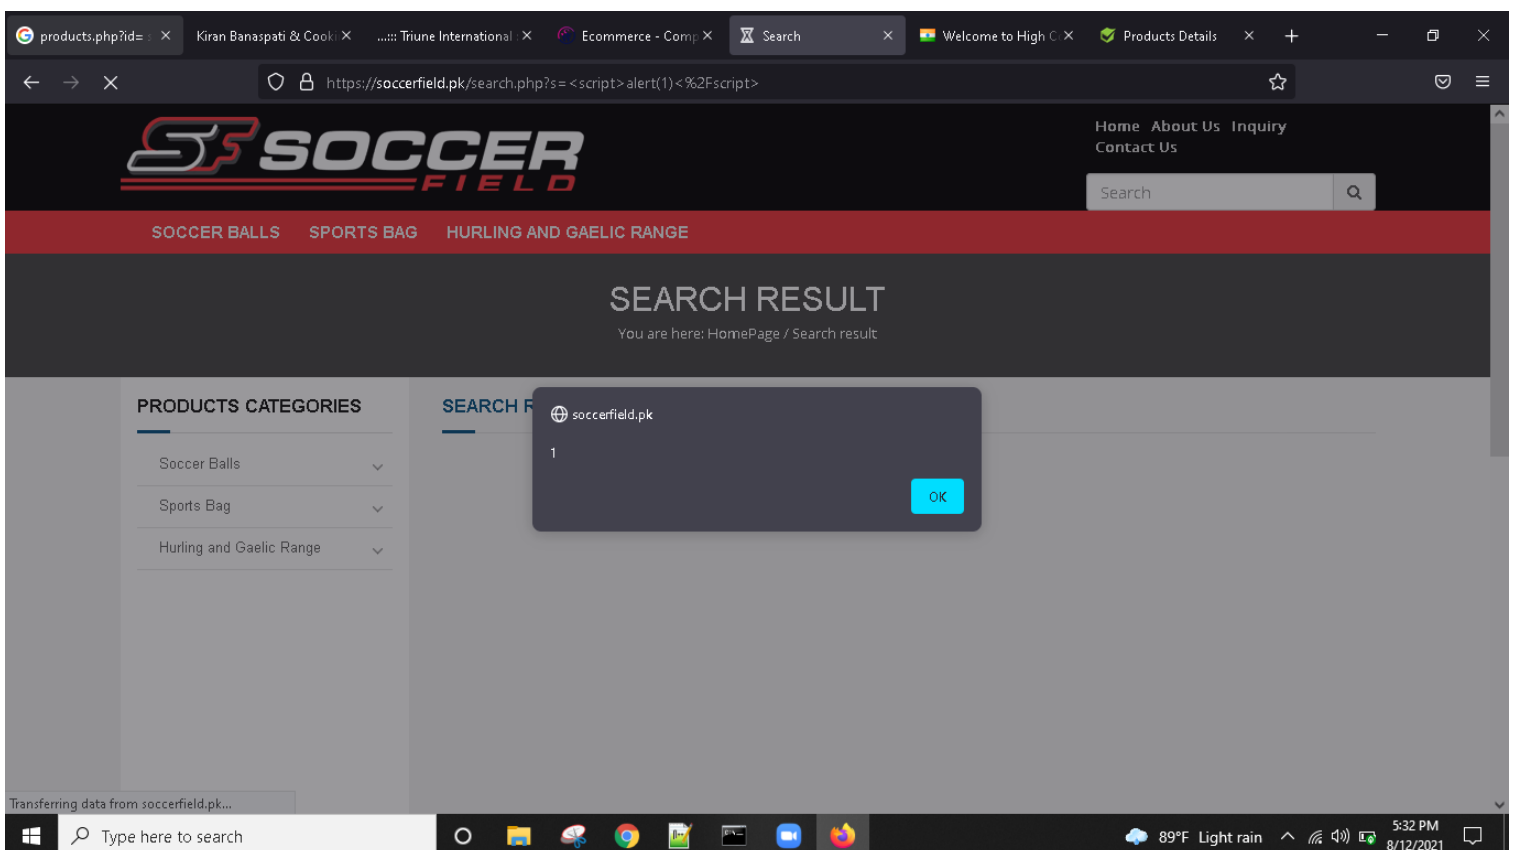 products.php?id= s
Kiran Banaspati & Cooki
...::: Triune International :
Ecommerce - Comp
Search
Welcome to High C
Products Details
https://soccerfield.pk/search.php?s=<script>alert(1)<%2Fscript>
SF SOCCER
FIELD
Home About Us Inquiry
Contact Us
Search
SOCCER BALLS SPORTS BAG HURLING AND GAELIC RANGE
SEARCH RESULT
You are here: HomePage / Search result
PRODUCTS CATEGORIES
SEARCH R
soccerfield.pk
1
OK
Soccer Balls
Sports Bag
Hurling and Gaelic Range
Transferring data from soccerfield.pk...
Type here to search
89°F Light rain
5:32 PM
8/12/2021